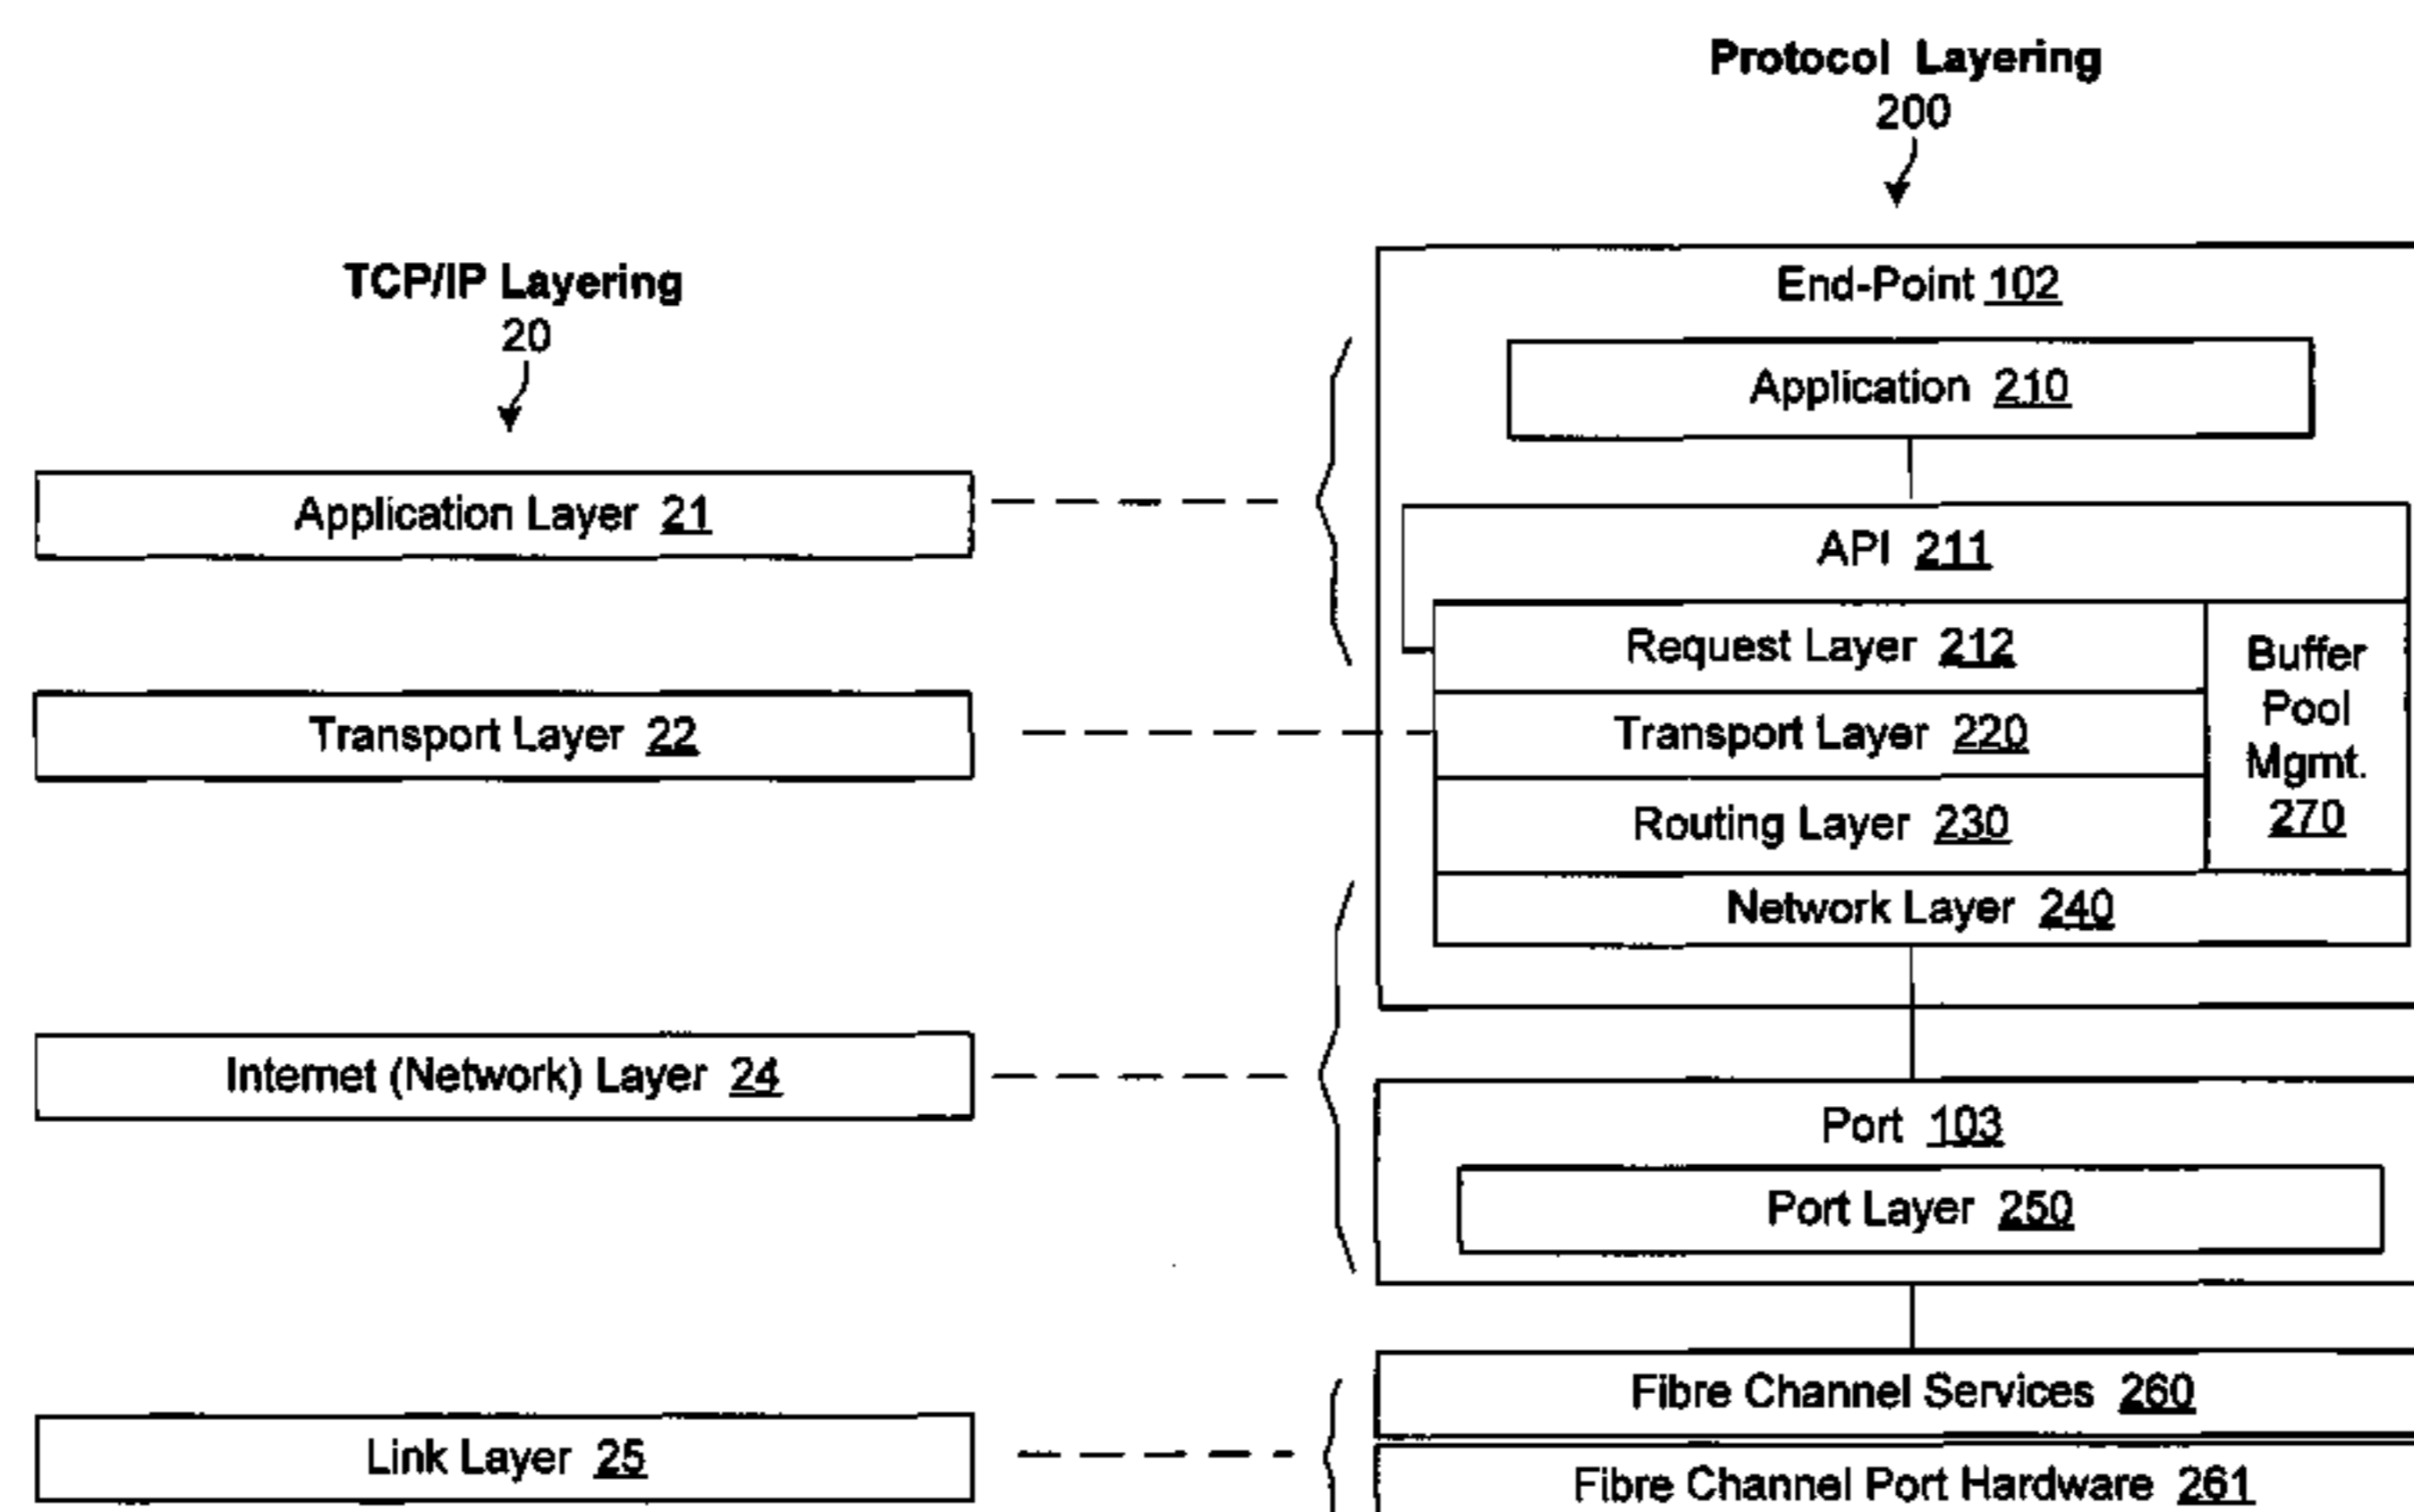 Protocol Layering
200
TCP/IP Layering
20
End-Point 102
Application 210
Application Layer 21
API 211
Request Layer 212
Buffer
Pool
Mgmt.
270
Transport Layer 22
Transport Layer 220
Routing Layer 230
Network Layer 240
Internet (Network) Layer 24
Port 103
Port Layer 250
Fibre Channel Services 260
Link Layer 25
Fibre Channel Port Hardware 261